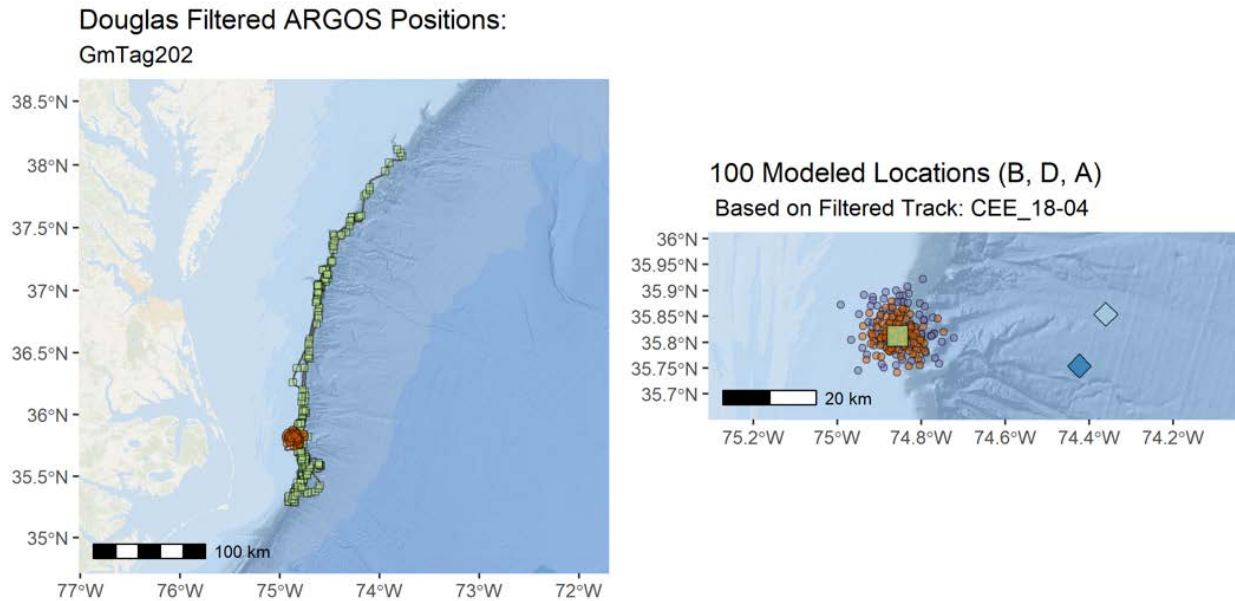 Douglas Filtered ARGOS Positions:
GmTag202
38.5°N
38°N
37.5°N
37°N
36.5°N
36°N
35.5°N
35°N
100 km
77°W 76°W 75°W 74°W 73°W 72°W
100 Modeled Locations (B, D, A)
Based on Filtered Track: CEE_18-04
36°N
35.95°N
35.9°N
35.85°N
35.8°N
35.75°N
35.7°N
20 km
75.2°W 75°W 74.8°W 74.6°W 74.4°W 74.2°W